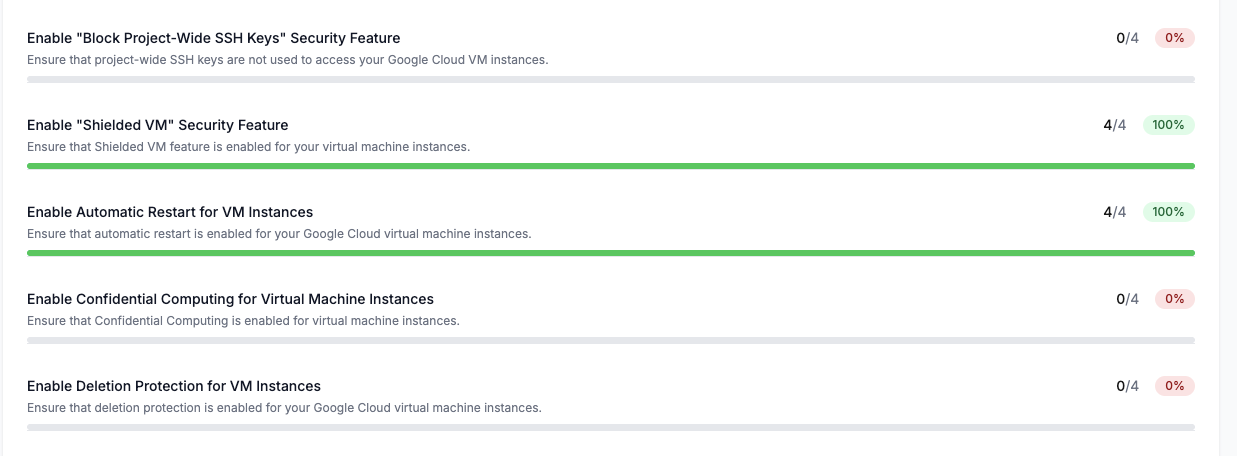 Enable "Block Project-Wide SSH Keys" Security Feature
0/4 0%
Ensure that project-wide SSH keys are not used to access your Google Cloud VM instances.
Enable "Shielded VM" Security Feature
4/4 100%
Ensure that Shielded VM feature is enabled for your virtual machine instances.
Enable Automatic Restart for VM Instances
4/4 100%
Ensure that automatic restart is enabled for your Google Cloud virtual machine instances.
Enable Confidential Computing for Virtual Machine Instances
0/4 0%
Ensure that Confidential Computing is enabled for virtual machine instances.
Enable Deletion Protection for VM Instances
0/4 0%
Ensure that deletion protection is enabled for your Google Cloud virtual machine instances.